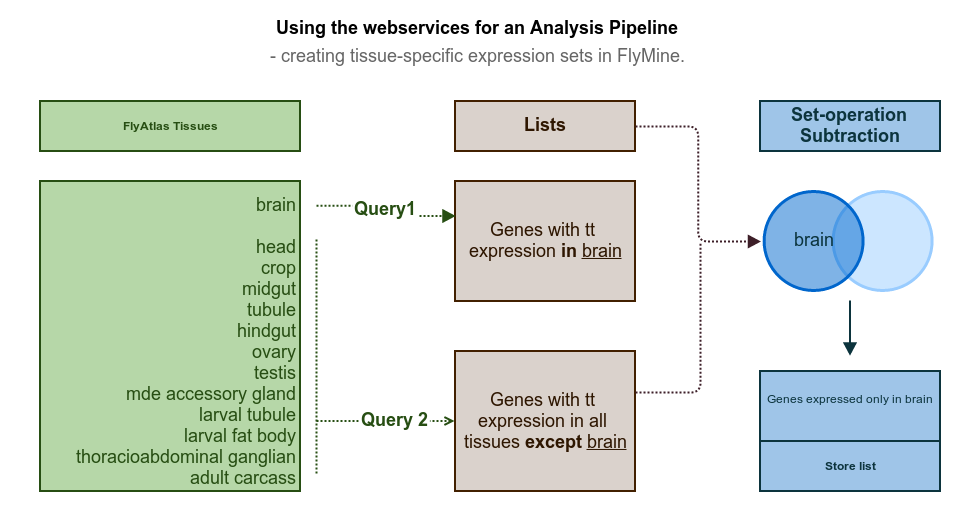 Using the webservices for an Analysis Pipeline
- creating tissue-specific expression sets in FlyMine.
FlyAtlas Tissues
Lists
Set-operation
Subtraction
brain
head
crop
midgut
tubule
hindgut
ovary
testis
mde accessory gland
larval tubule
larval fat body
thoracioabdominal ganglian
adult carcass
Query1
Query 2
Genes with tt
expression in brain
Genes with tt
expression in all
tissues except brain
brain
Genes expressed only in brain
Store list